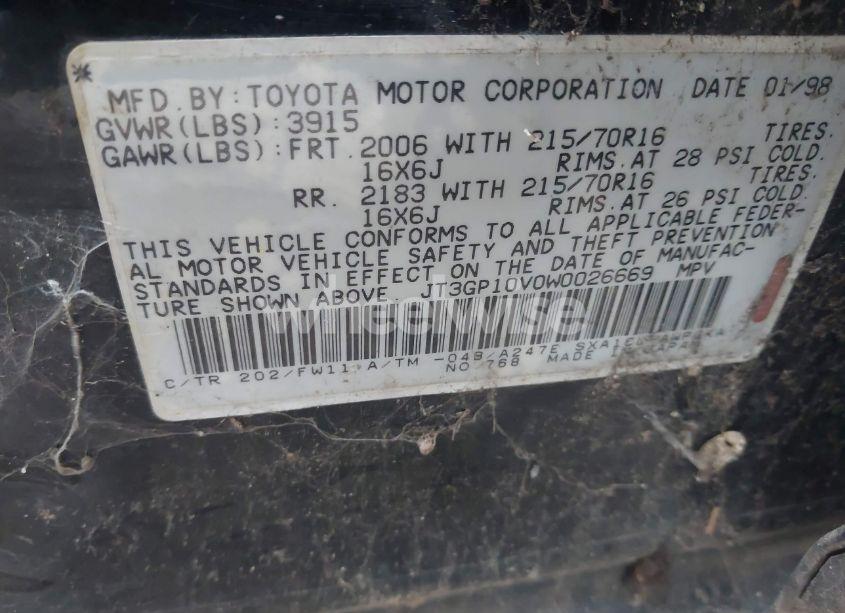 *
MFD. BY: TOYOTA MOTOR CORPORATION DATE 01/98
GVWR(LBS): 3915
GAWR(LBS): FRT. 2006 WITH 215/70R16 TIRES.
16X6J RIMS. AT 28 PSI COLD.
RR. 2183 WITH 215/70R16 TIRES.
16X6J RIMS. AT 26 PSI COLD.
THIS VEHICLE CONFORMS TO ALL APPLICABLE FEDER-
AL MOTOR VEHICLE SAFETY AND THEFT PREVENTION
STANDARDS IN EFFECT ON THE DATE OF MANUFAC-
TURE SHOWN ABOVE. JT3GP10V0W0026669 MPV
wheelwise
C/TR 202/FW11 A/TM -04B/A247E
NO 768 MADE